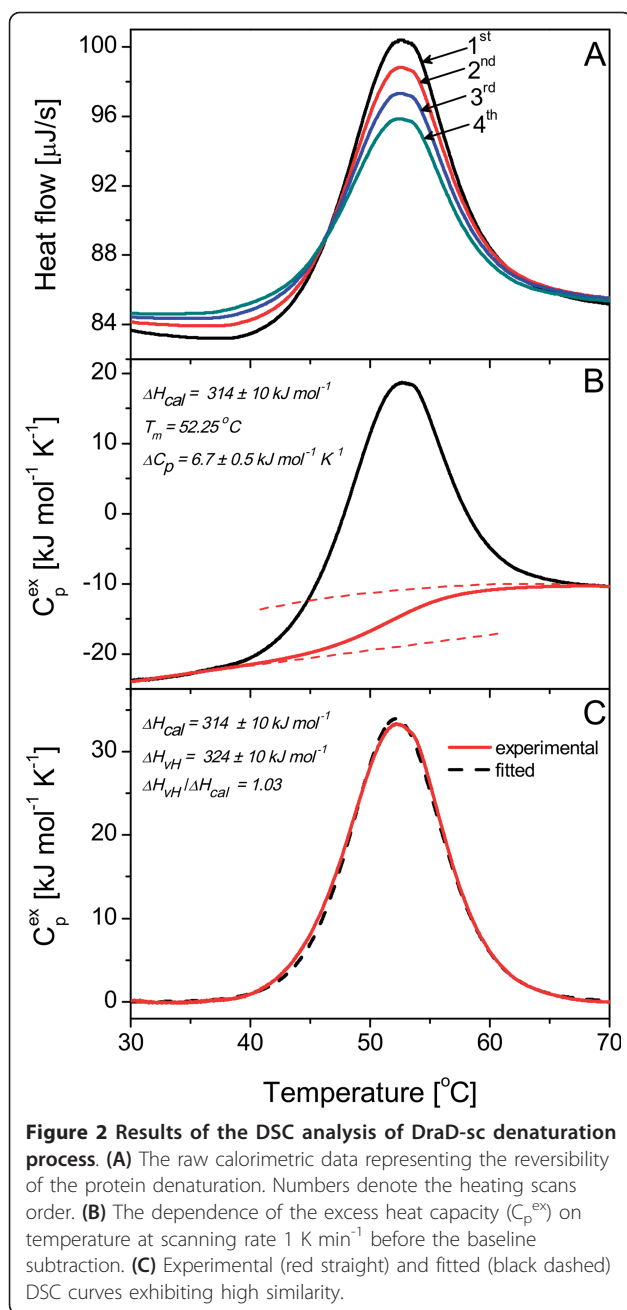 100
96
92
88
84
Heat flow [μJ/s]
1st
2nd
3rd
4th
A
20
10
0
-10
-20
Cpex [kJ mol-1 K-1]
ΔHcal = 314 ± 10 kJ mol-1
Tm = 52.25°C
ΔCp = 6.7 ± 0.5 kJ mol-1 K-1
B
30
20
10
0
Cpex [kJ mol-1 K-1]
ΔHcal = 314 ± 10 kJ mol-1
ΔHvH = 324 ± 10 kJ mol-1
ΔHvH/ΔHcal = 1.03
C
experimental
fitted
30 40 50 60 70
Temperature [oC]
Figure 2 Results of the DSC analysis of DraD-sc denaturation
process. (A) The raw calorimetric data representing the reversibility
of the protein denaturation. Numbers denote the heating scans
order. (B) The dependence of the excess heat capacity (Cpex) on
temperature at scanning rate 1 K min-1 before the baseline
subtraction. (C) Experimental (red straight) and fitted (black dashed)
DSC curves exhibiting high similarity.